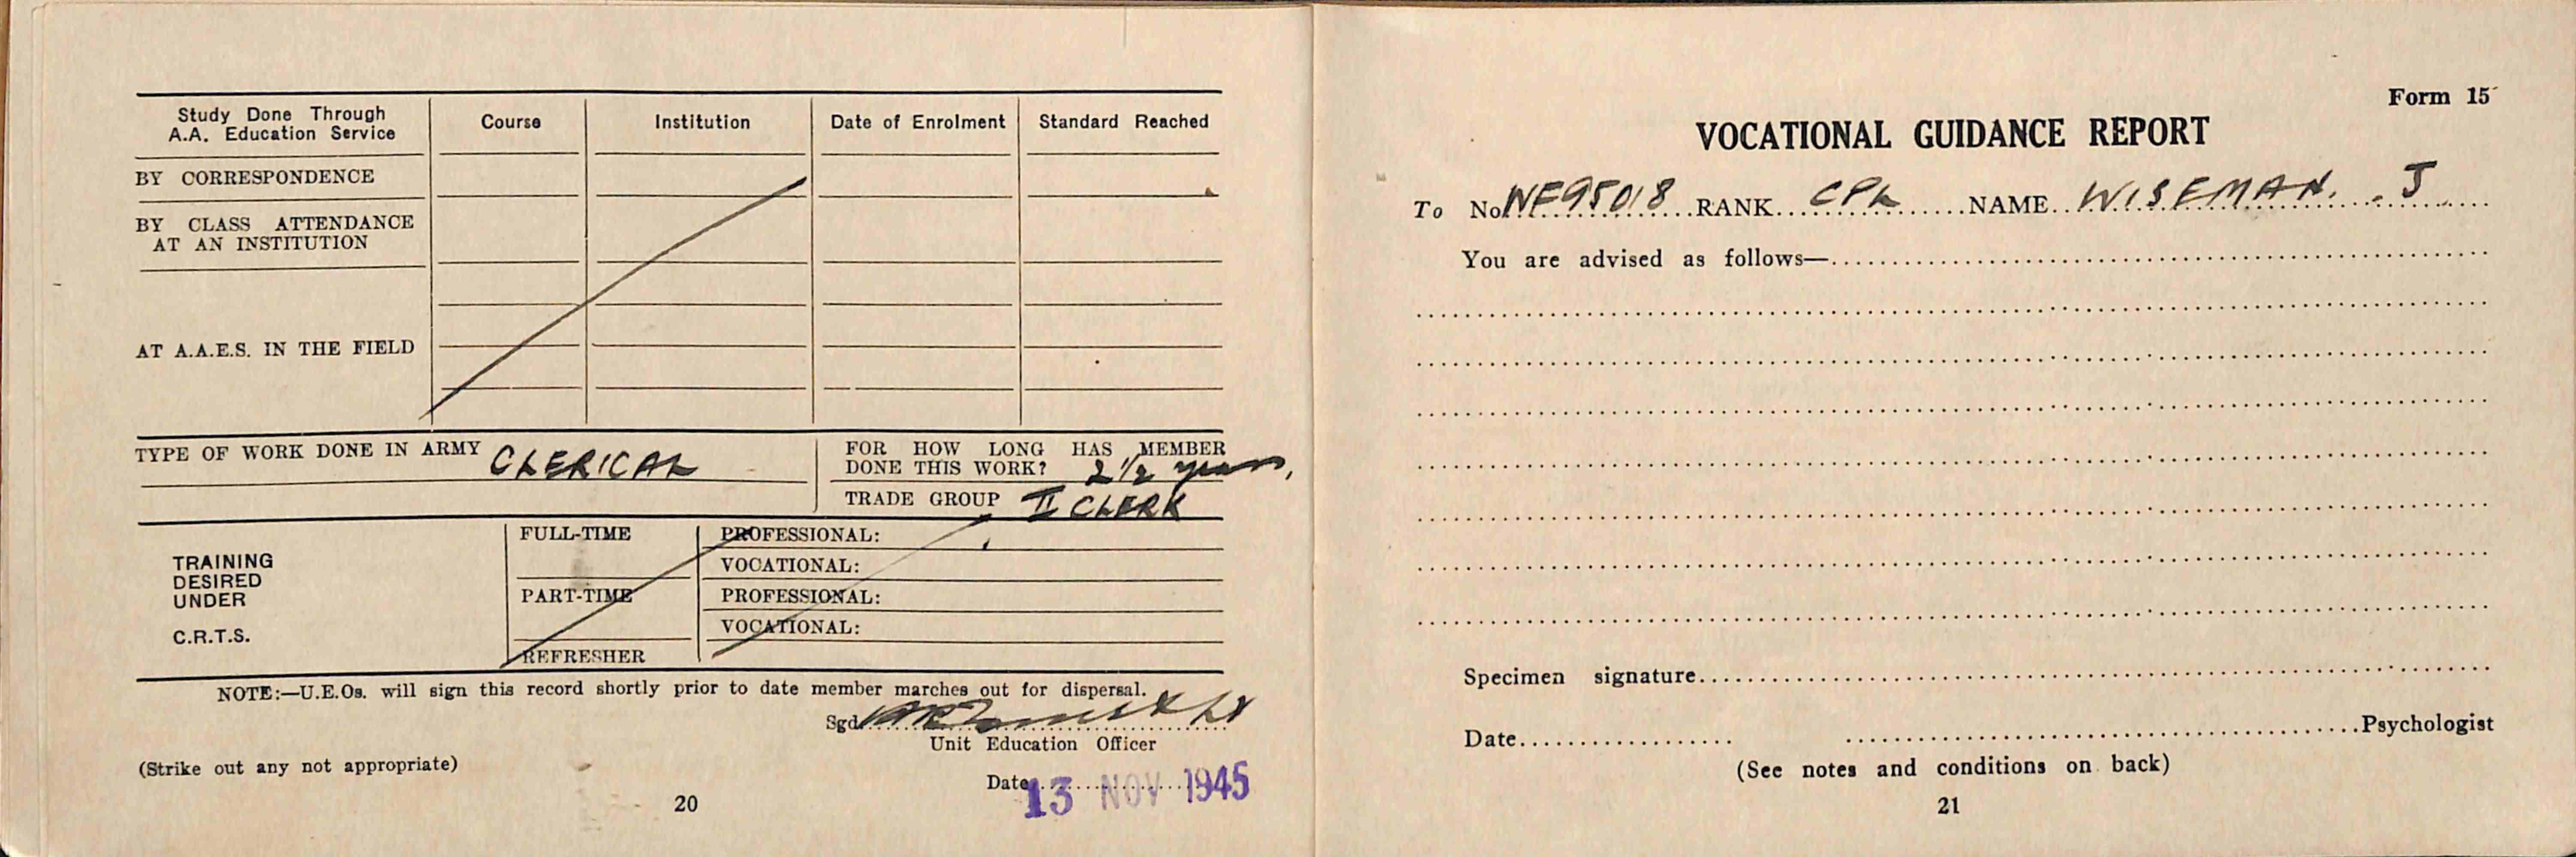 Study Done Through
A.A. Education Service
Course
Institution
Date of Enrolment
Standard Reached
BY CORRESPONDENCE
BY CLASS ATTENDANCE
AT AN INSTITUTION
AT A.A.E.S. IN THE FIELD
TYPE OF WORK DONE IN ARMY CLERICAL
FOR HOW LONG HAS MEMBER
DONE THIS WORK? 2 1/2 years,
TRADE GROUP II CLERK
TRAINING
DESIRED
UNDER
C.R.T.S.
FULL-TIME
PART-TIME
REFRESHER
PROFESSIONAL:
VOCATIONAL:
PROFESSIONAL:
VOCATIONAL:
NOTE:—U.E.Os. will sign this record shortly prior to date member marches out for dispersal.
Sgd.
Unit Education Officer
(Strike out any not appropriate)
Date 13 NOV 1945
20
Form 15
VOCATIONAL GUIDANCE REPORT
To No. NF95018 RANK CPL NAME WISEMAN. J
You are advised as follows—
Specimen signature
Date
Psychologist
(See notes and conditions on back)
21